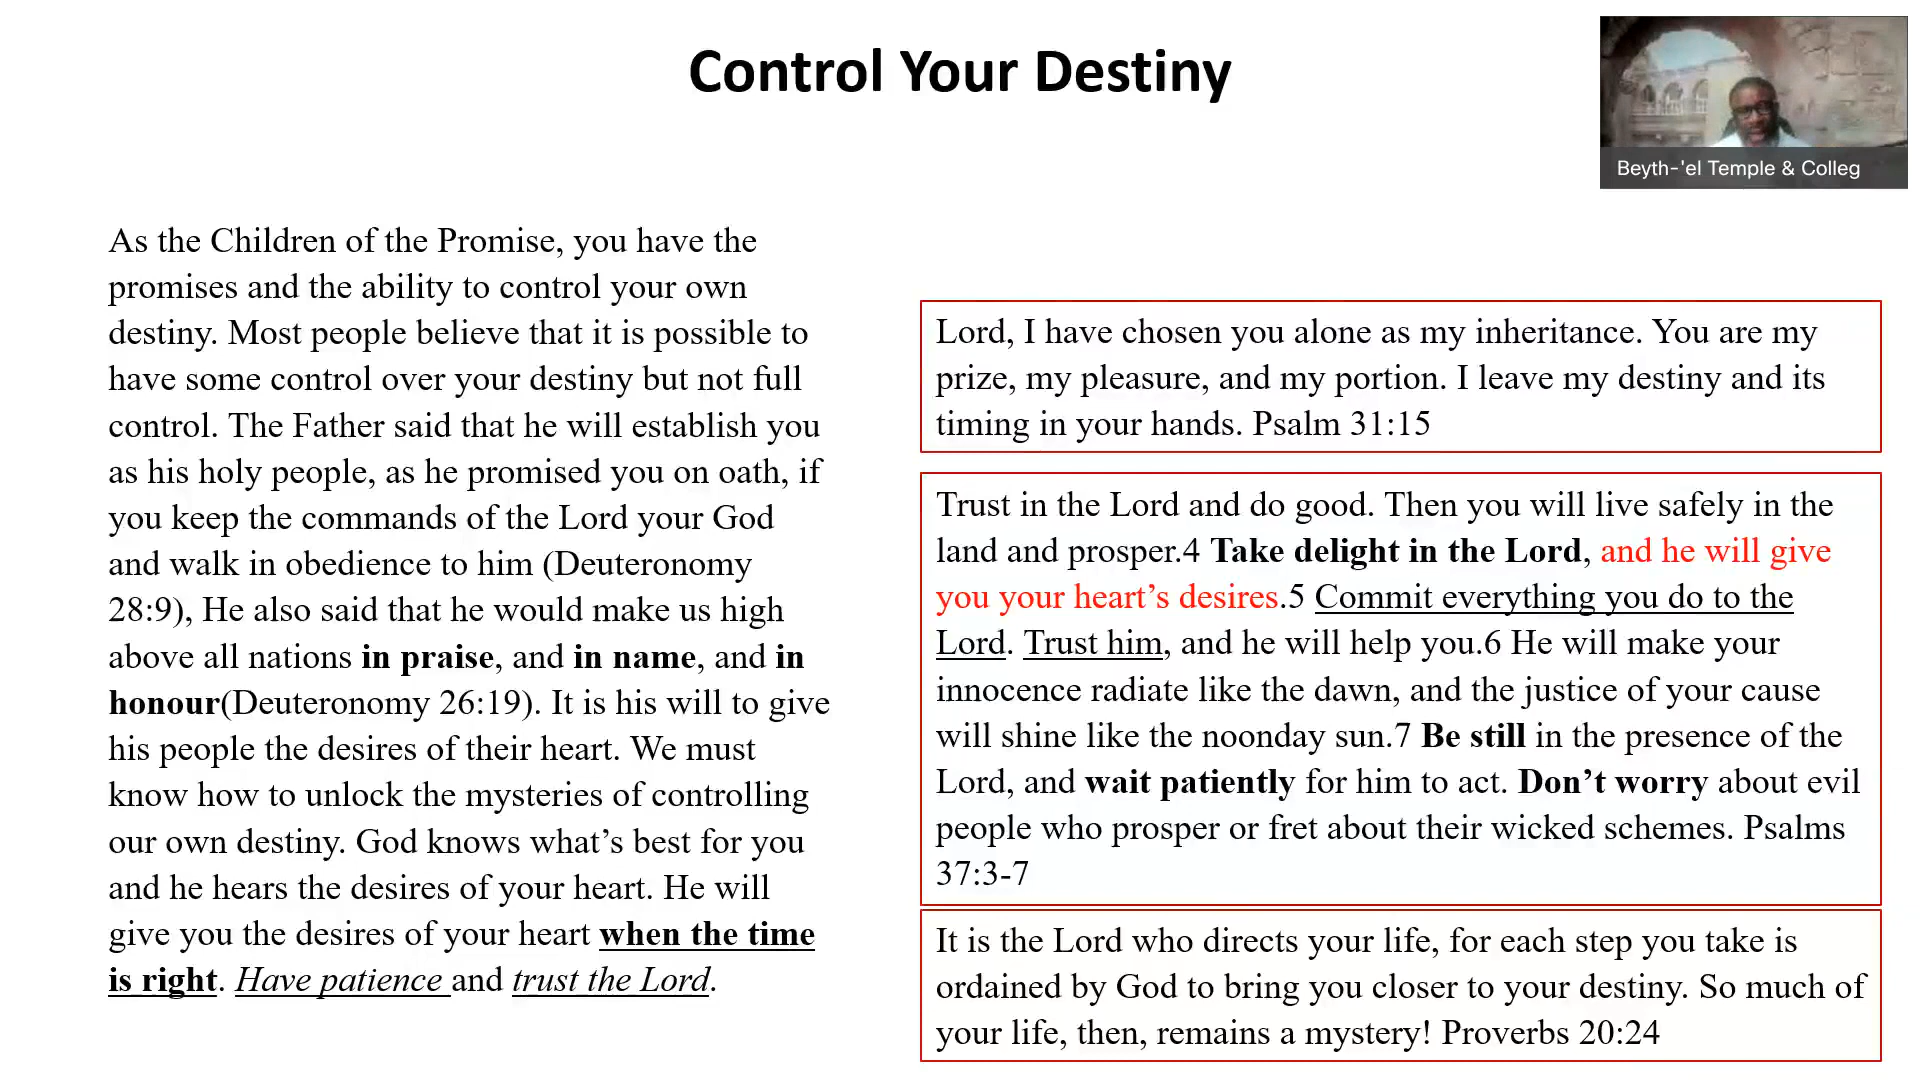 Control Your Destiny
Beyth-'el Temple & Colleg
As the Children of the Promise, you have the
promises and the ability to control your own
destiny. Most people believe that it is possible to
have some control over your destiny but not full
control. The Father said that he will establish you
as his holy people, as he promised you on oath, if
you keep the commands of the Lord your God
and walk in obedience to him (Deuteronomy
28:9), He also said that he would make us high
above all nations in praise, and in name, and in
honour(Deuteronomy 26:19). It is his will to give
his people the desires of their heart. We must
know how to unlock the mysteries of controlling
our own destiny. God knows what’s best for you
and he hears the desires of your heart. He will
give you the desires of your heart when the time
is right. Have patience and trust the Lord.
Lord, I have chosen you alone as my inheritance. You are my
prize, my pleasure, and my portion. I leave my destiny and its
timing in your hands. Psalm 31:15
Trust in the Lord and do good. Then you will live safely in the
land and prosper.4 Take delight in the Lord, and he will give
you your heart’s desires.5 Commit everything you do to the
Lord. Trust him, and he will help you.6 He will make your
innocence radiate like the dawn, and the justice of your cause
will shine like the noonday sun.7 Be still in the presence of the
Lord, and wait patiently for him to act. Don’t worry about evil
people who prosper or fret about their wicked schemes. Psalms
37:3-7
It is the Lord who directs your life, for each step you take is
ordained by God to bring you closer to your destiny. So much of
your life, then, remains a mystery! Proverbs 20:24